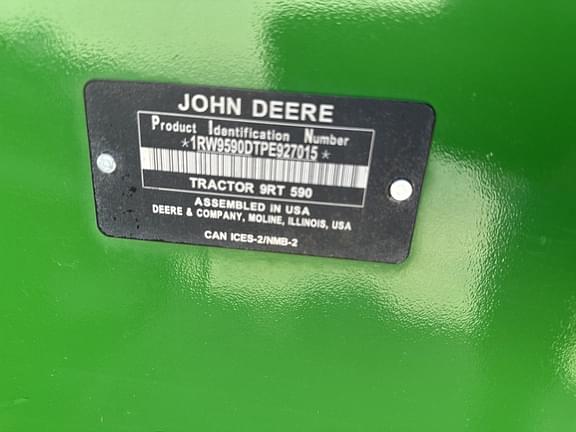 JOHN DEERE
Product Identification Number
*1RW9590DTPE927015*
TRACTOR 9RT 590
ASSEMBLED IN USA
DEERE & COMPANY, MOLINE, ILLINOIS, USA
CAN ICES-2/NMB-2